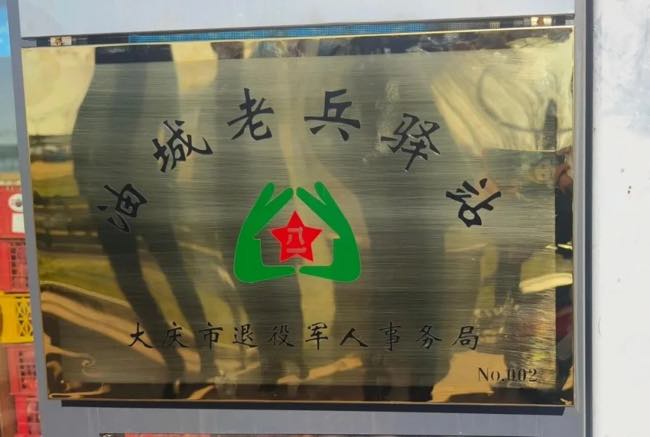 油城老兵驿站
八一
大庆市退役军人事务局
No.002